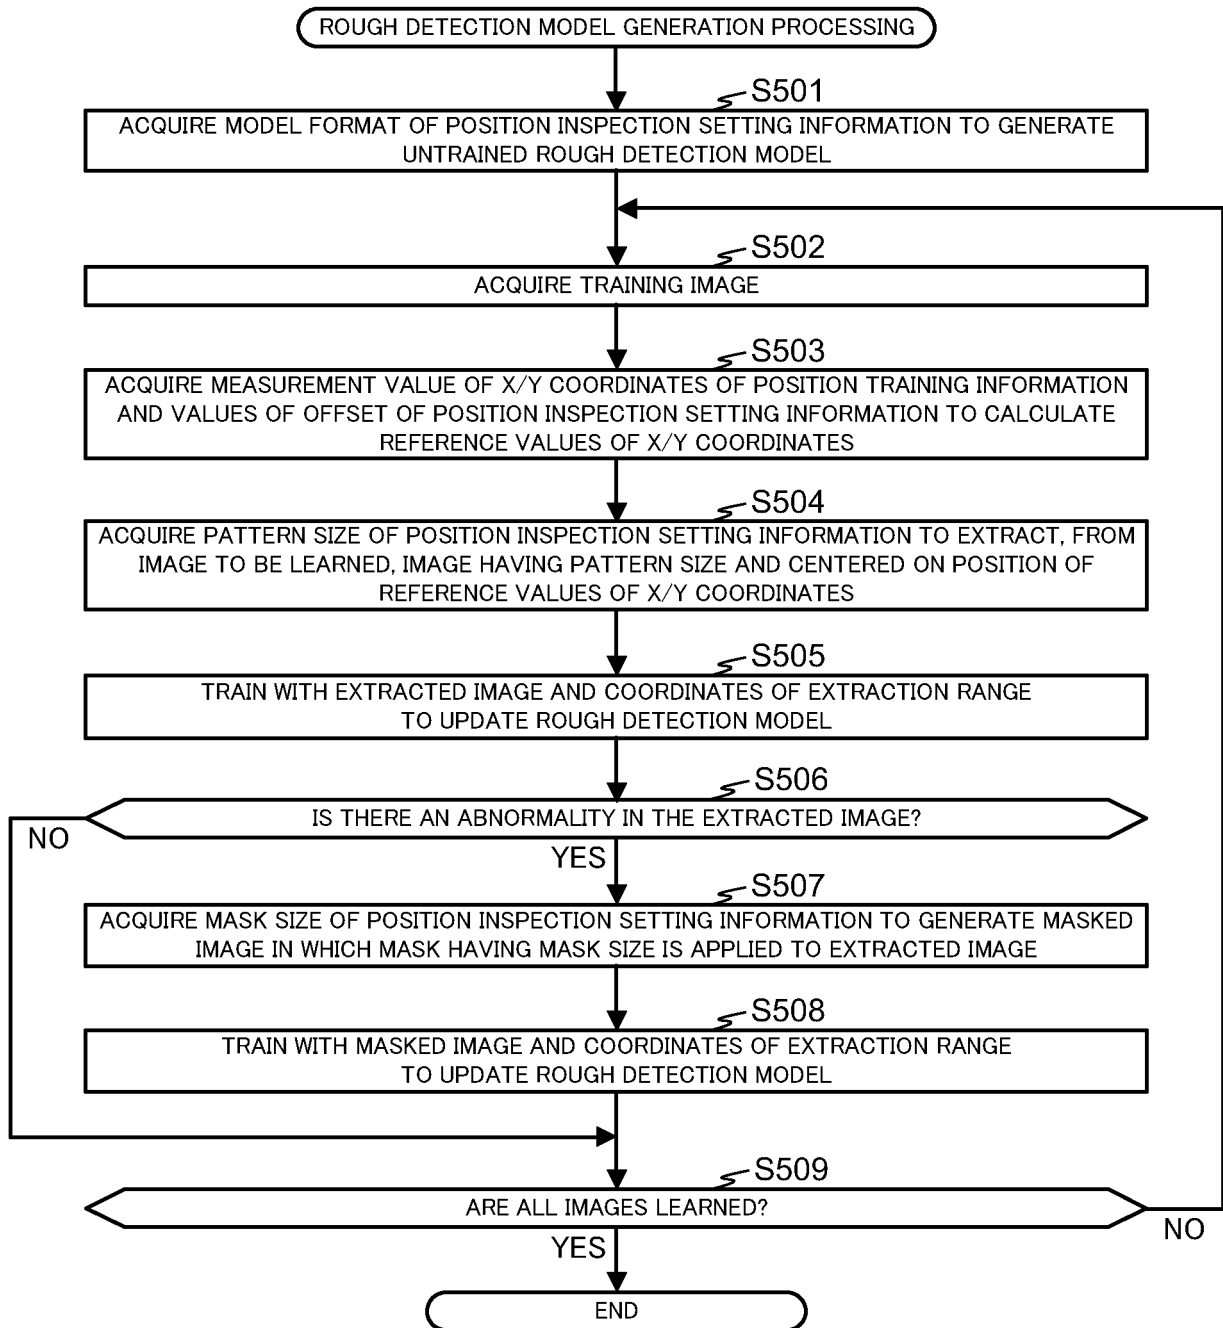 ROUGH DETECTION MODEL GENERATION PROCESSING
S501
ACQUIRE MODEL FORMAT OF POSITION INSPECTION SETTING INFORMATION TO GENERATE
UNTRAINED ROUGH DETECTION MODEL
S502
ACQUIRE TRAINING IMAGE
S503
ACQUIRE MEASUREMENT VALUE OF X/Y COORDINATES OF POSITION TRAINING INFORMATION
AND VALUES OF OFFSET OF POSITION INSPECTION SETTING INFORMATION TO CALCULATE
REFERENCE VALUES OF X/Y COORDINATES
S504
ACQUIRE PATTERN SIZE OF POSITION INSPECTION SETTING INFORMATION TO EXTRACT, FROM
IMAGE TO BE LEARNED, IMAGE HAVING PATTERN SIZE AND CENTERED ON POSITION OF
REFERENCE VALUES OF X/Y COORDINATES
S505
TRAIN WITH EXTRACTED IMAGE AND COORDINATES OF EXTRACTION RANGE
TO UPDATE ROUGH DETECTION MODEL
S506
IS THERE AN ABNORMALITY IN THE EXTRACTED IMAGE?
NO
YES
S507
ACQUIRE MASK SIZE OF POSITION INSPECTION SETTING INFORMATION TO GENERATE MASKED
IMAGE IN WHICH MASK HAVING MASK SIZE IS APPLIED TO EXTRACTED IMAGE
S508
TRAIN WITH MASKED IMAGE AND COORDINATES OF EXTRACTION RANGE
TO UPDATE ROUGH DETECTION MODEL
S509
ARE ALL IMAGES LEARNED?
NO
YES
END